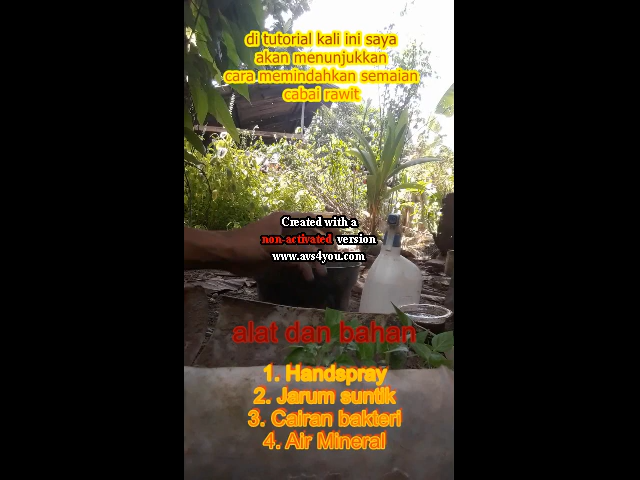 di tutorial kali ini saya
akan menunjukkan
cara memindahkan semaian
cabai rawit
Created with a
non-activated version
www.avs4you.com
alat dan bahan
1. Handspray
2. Jarum suntik
3. Cairan bakteri
4. Air Mineral